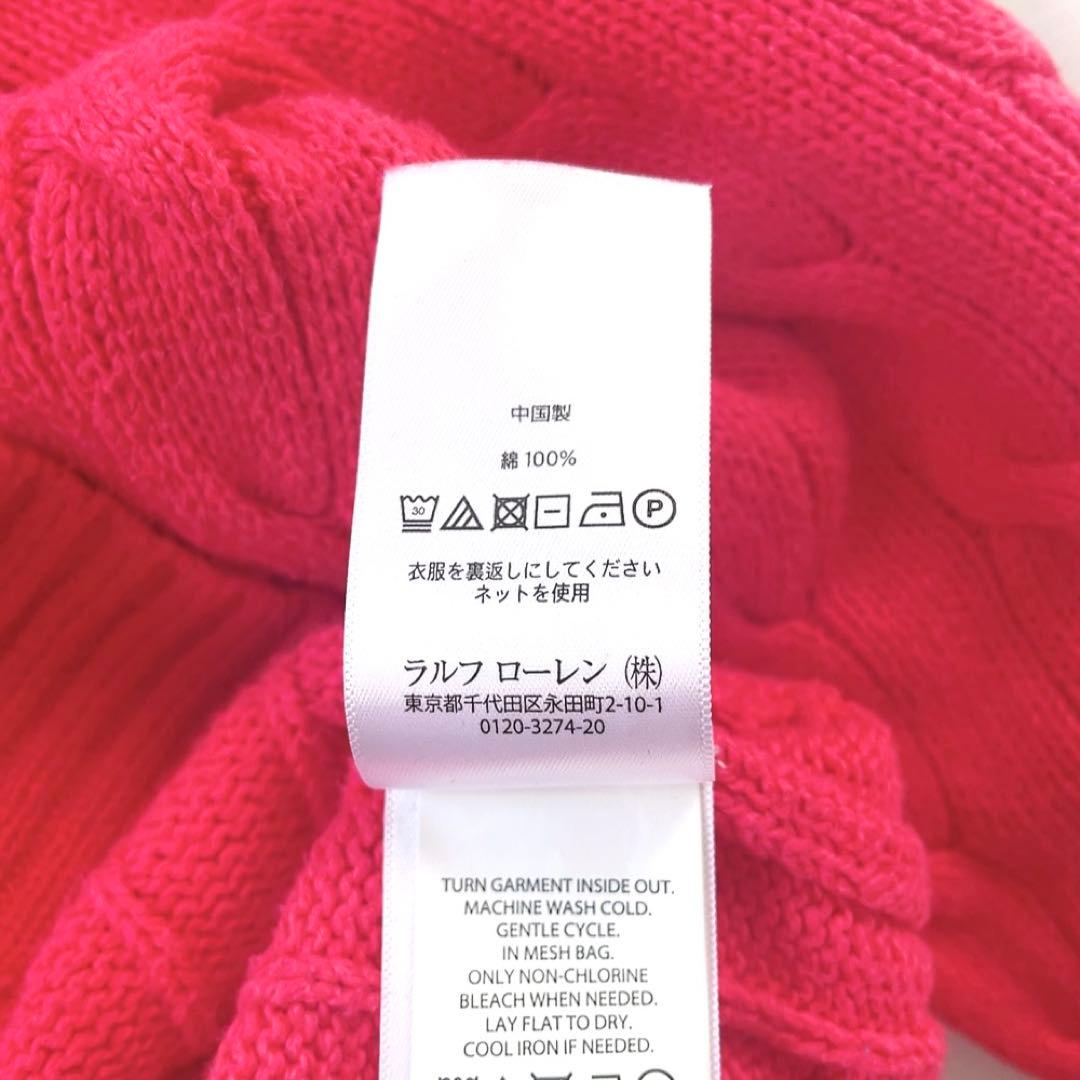 中国製
綿 100%
30 P
衣服を裏返しにしてください
ネットを使用
ラルフ ローレン (株)
東京都千代田区永田町2-10-1
0120-3274-20
TURN GARMENT INSIDE OUT.
MACHINE WASH COLD.
GENTLE CYCLE.
IN MESH BAG.
ONLY NON-CHLORINE
BLEACH WHEN NEEDED.
LAY FLAT TO DRY.
COOL IRON IF NEEDED.